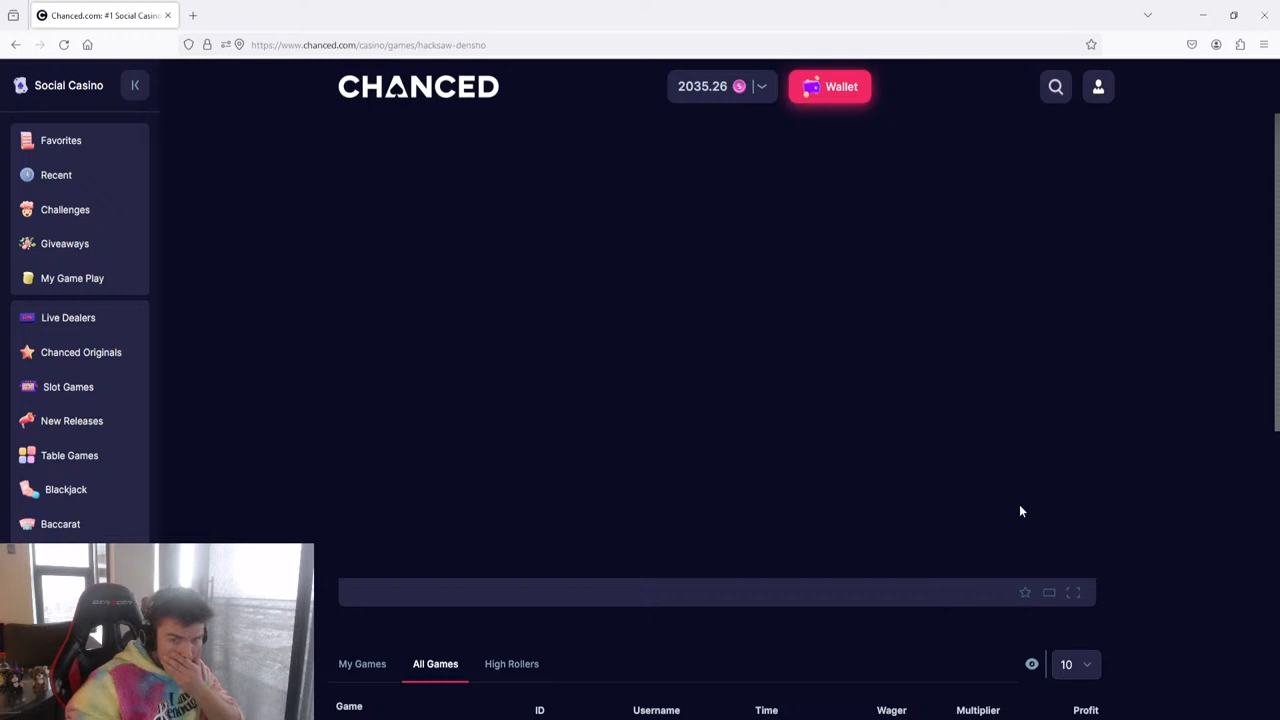 Chanced.com: #1 Social Casino
https://www.chanced.com/casino/games/hacksaw-densho
Social Casino
CHANCED
2035.26
S
Wallet
Favorites
Recent
Challenges
Giveaways
My Game Play
Live Dealers
Chanced Originals
Slot Games
New Releases
Table Games
Blackjack
Baccarat
My Games
All Games
High Rollers
10
Game
ID
Username
Time
Wager
Multiplier
Profit